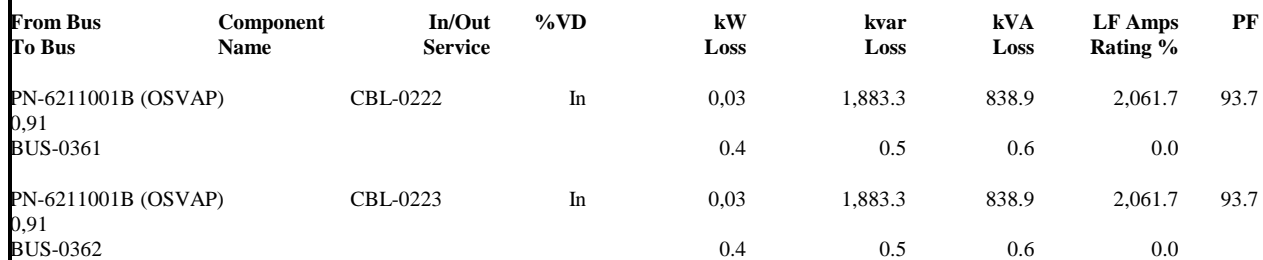 From Bus Component In/Out %VD kW kvar kVA LF Amps PF
To Bus Name Service Loss Loss Loss Rating %
PN-6211001B (OSVAP) CBL-0222 In 0,03 1,883.3 838.9 2,061.7 93.7
0,91
BUS-0361 0.4 0.5 0.6 0.0
PN-6211001B (OSVAP) CBL-0223 In 0,03 1,883.3 838.9 2,061.7 93.7
0,91
BUS-0362 0.4 0.5 0.6 0.0